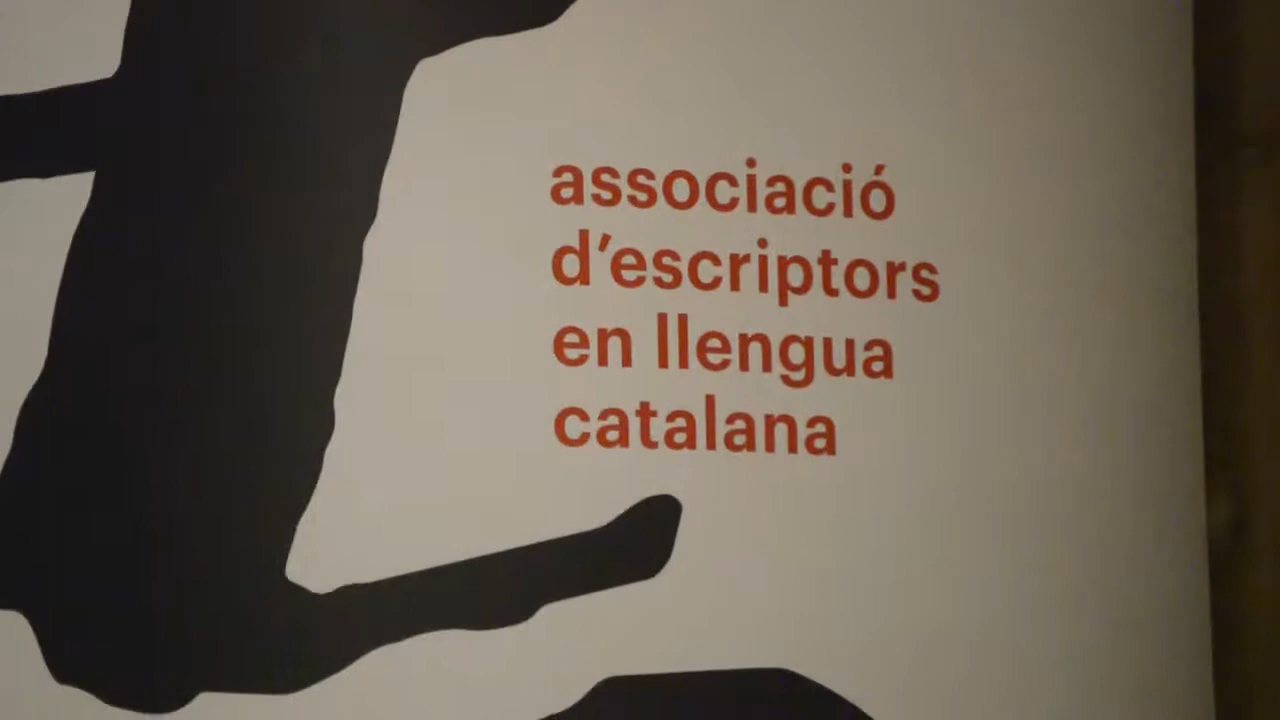 associació
d’escriptors
en llengua
catalana